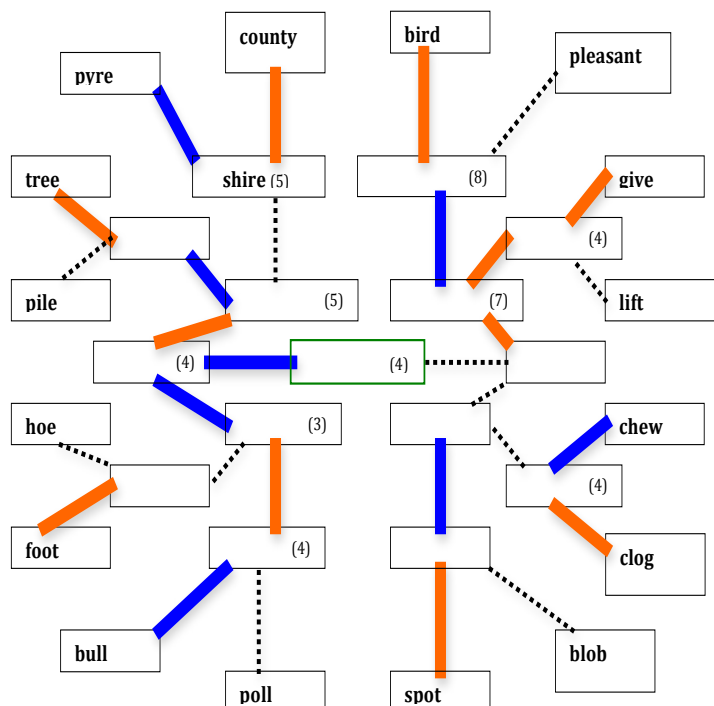 county
bird
pleasant
pyre
shire (5)
(8)
tree
give
(4)
pile
(5)
(7)
lift
(4)
(4)
hoe
(3)
chew
(4)
foot
(4)
clog
bull
blob
poll
spot